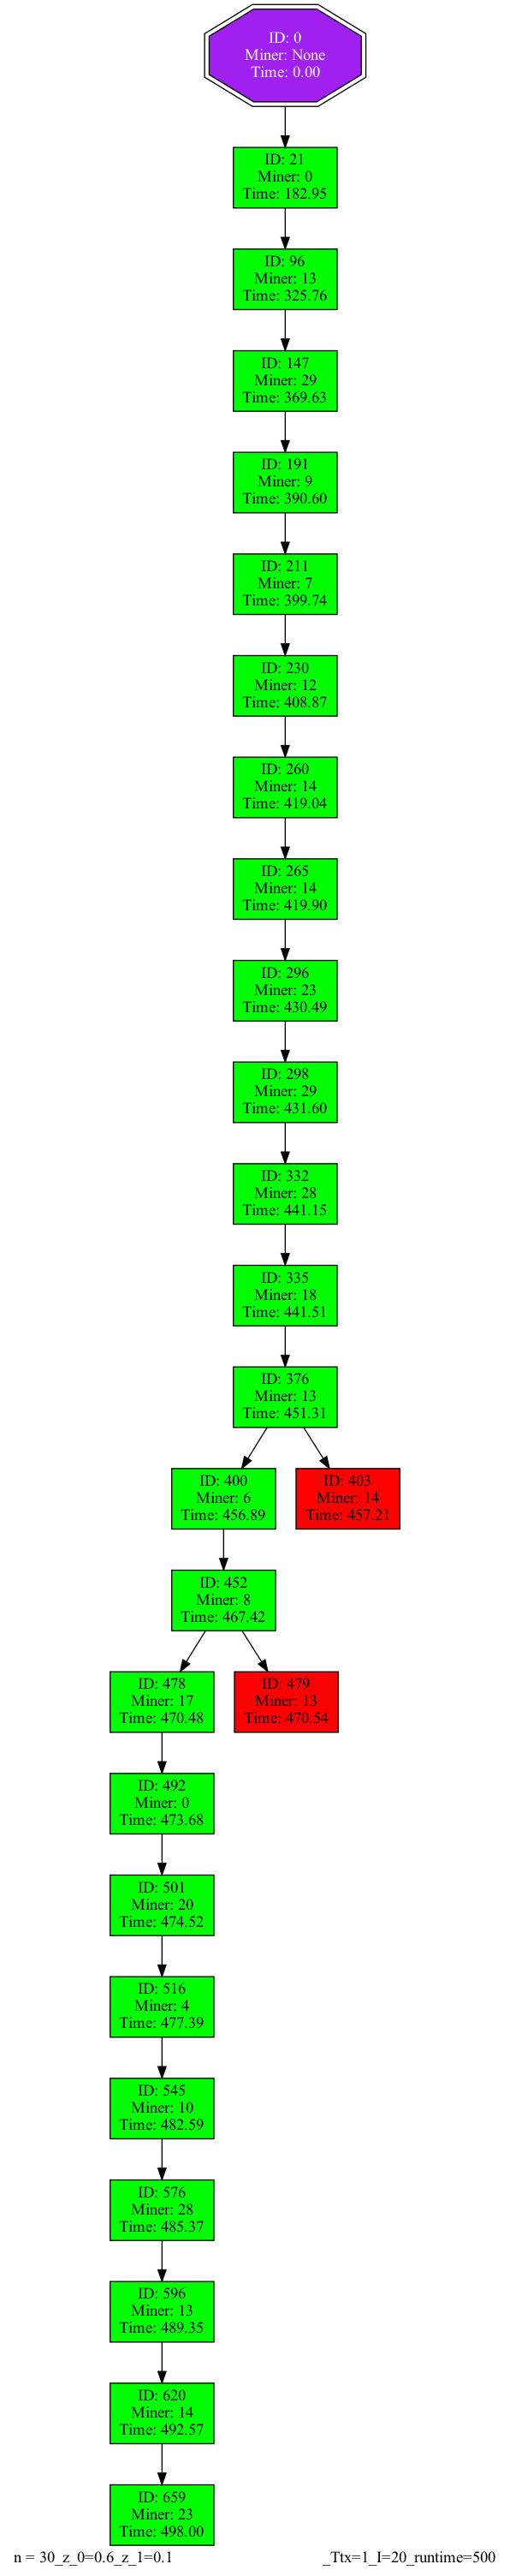 ID: 0
Miner: None
Time: 0.00
ID: 21
Miner: 0
Time: 182.95
ID: 96
Miner: 13
Time: 325.76
ID: 147
Miner: 29
Time: 369.63
ID: 191
Miner: 9
Time: 390.60
ID: 211
Miner: 7
Time: 399.74
ID: 230
Miner: 12
Time: 408.87
ID: 260
Miner: 14
Time: 419.04
ID: 265
Miner: 14
Time: 419.90
ID: 296
Miner: 23
Time: 430.49
ID: 298
Miner: 29
Time: 431.60
ID: 332
Miner: 28
Time: 441.15
ID: 335
Miner: 18
Time: 441.51
ID: 376
Miner: 13
Time: 451.31
ID: 400
Miner: 6
Time: 456.89
ID: 403
Miner: 14
Time: 457.21
ID: 452
Miner: 8
Time: 467.42
ID: 478
Miner: 17
Time: 470.48
ID: 479
Miner: 13
Time: 470.54
ID: 492
Miner: 0
Time: 473.68
ID: 501
Miner: 20
Time: 474.52
ID: 516
Miner: 4
Time: 477.39
ID: 545
Miner: 10
Time: 482.59
ID: 576
Miner: 28
Time: 485.37
ID: 596
Miner: 13
Time: 489.35
ID: 620
Miner: 14
Time: 492.57
ID: 659
Miner: 23
Time: 498.00
n = 30_z_0=0.6_z_1=0.1 _Ttx=1_I=20_runtime=500